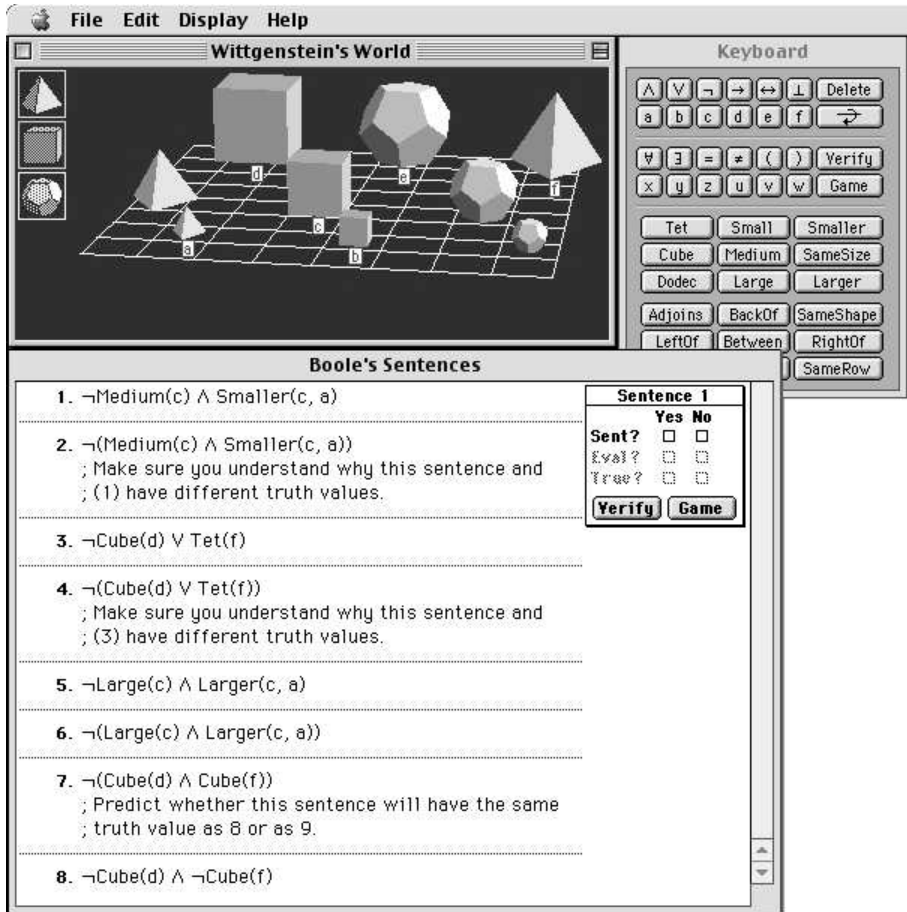 File Edit Display Help
Wittgenstein's World
d
e
f
c
a
b
Keyboard
∧ ∨ ¬ → ↔ ⊥ Delete
a b c d e f
∀ ∃ = ≠ ( ) Verify
x y z u v w Game
Tet Small Smaller
Cube Medium SameSize
Dodec Large Larger
Adjoins BackOf SameShape
LeftOf Between RightOf
SameRow
Boole's Sentences
1. ¬Medium(c) ∧ Smaller(c, a)
2. ¬(Medium(c) ∧ Smaller(c, a))
; Make sure you understand why this sentence and
; (1) have different truth values.
3. ¬Cube(d) ∨ Tet(f)
4. ¬(Cube(d) ∨ Tet(f))
; Make sure you understand why this sentence and
; (3) have different truth values.
5. ¬Large(c) ∧ Larger(c, a)
6. ¬(Large(c) ∧ Larger(c, a))
7. ¬(Cube(d) ∧ Cube(f))
; Predict whether this sentence will have the same
; truth value as 8 or as 9.
8. ¬Cube(d) ∧ ¬Cube(f)
Sentence 1
Yes No
Sent?
Eval?
True?
Verify Game